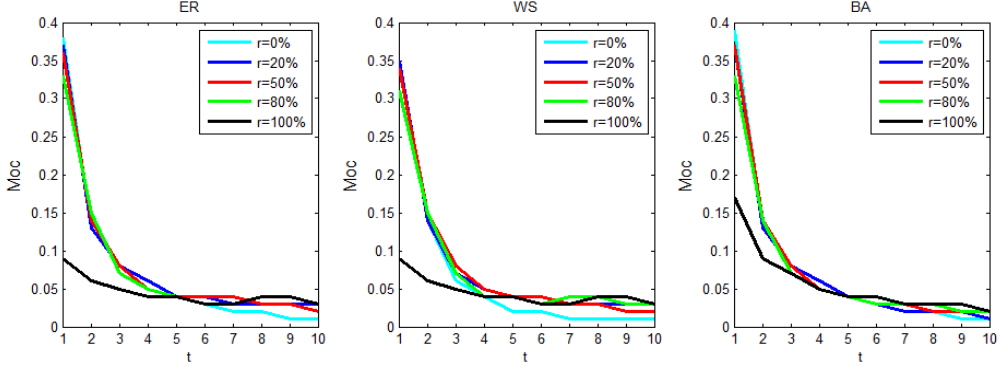 ER
0.4
0.35
0.3
0.25
0.2
0.15
0.1
0.05
0
Moc
r=0%
r=20%
r=50%
r=80%
r=100%
1 2 3 4 5 6 7 8 9 10
t
WS
0.4
0.35
0.3
0.25
0.2
0.15
0.1
0.05
0
Moc
r=0%
r=20%
r=50%
r=80%
r=100%
1 2 3 4 5 6 7 8 9 10
t
BA
0.4
0.35
0.3
0.25
0.2
0.15
0.1
0.05
0
Moc
r=0%
r=20%
r=50%
r=80%
r=100%
1 2 3 4 5 6 7 8 9 10
t